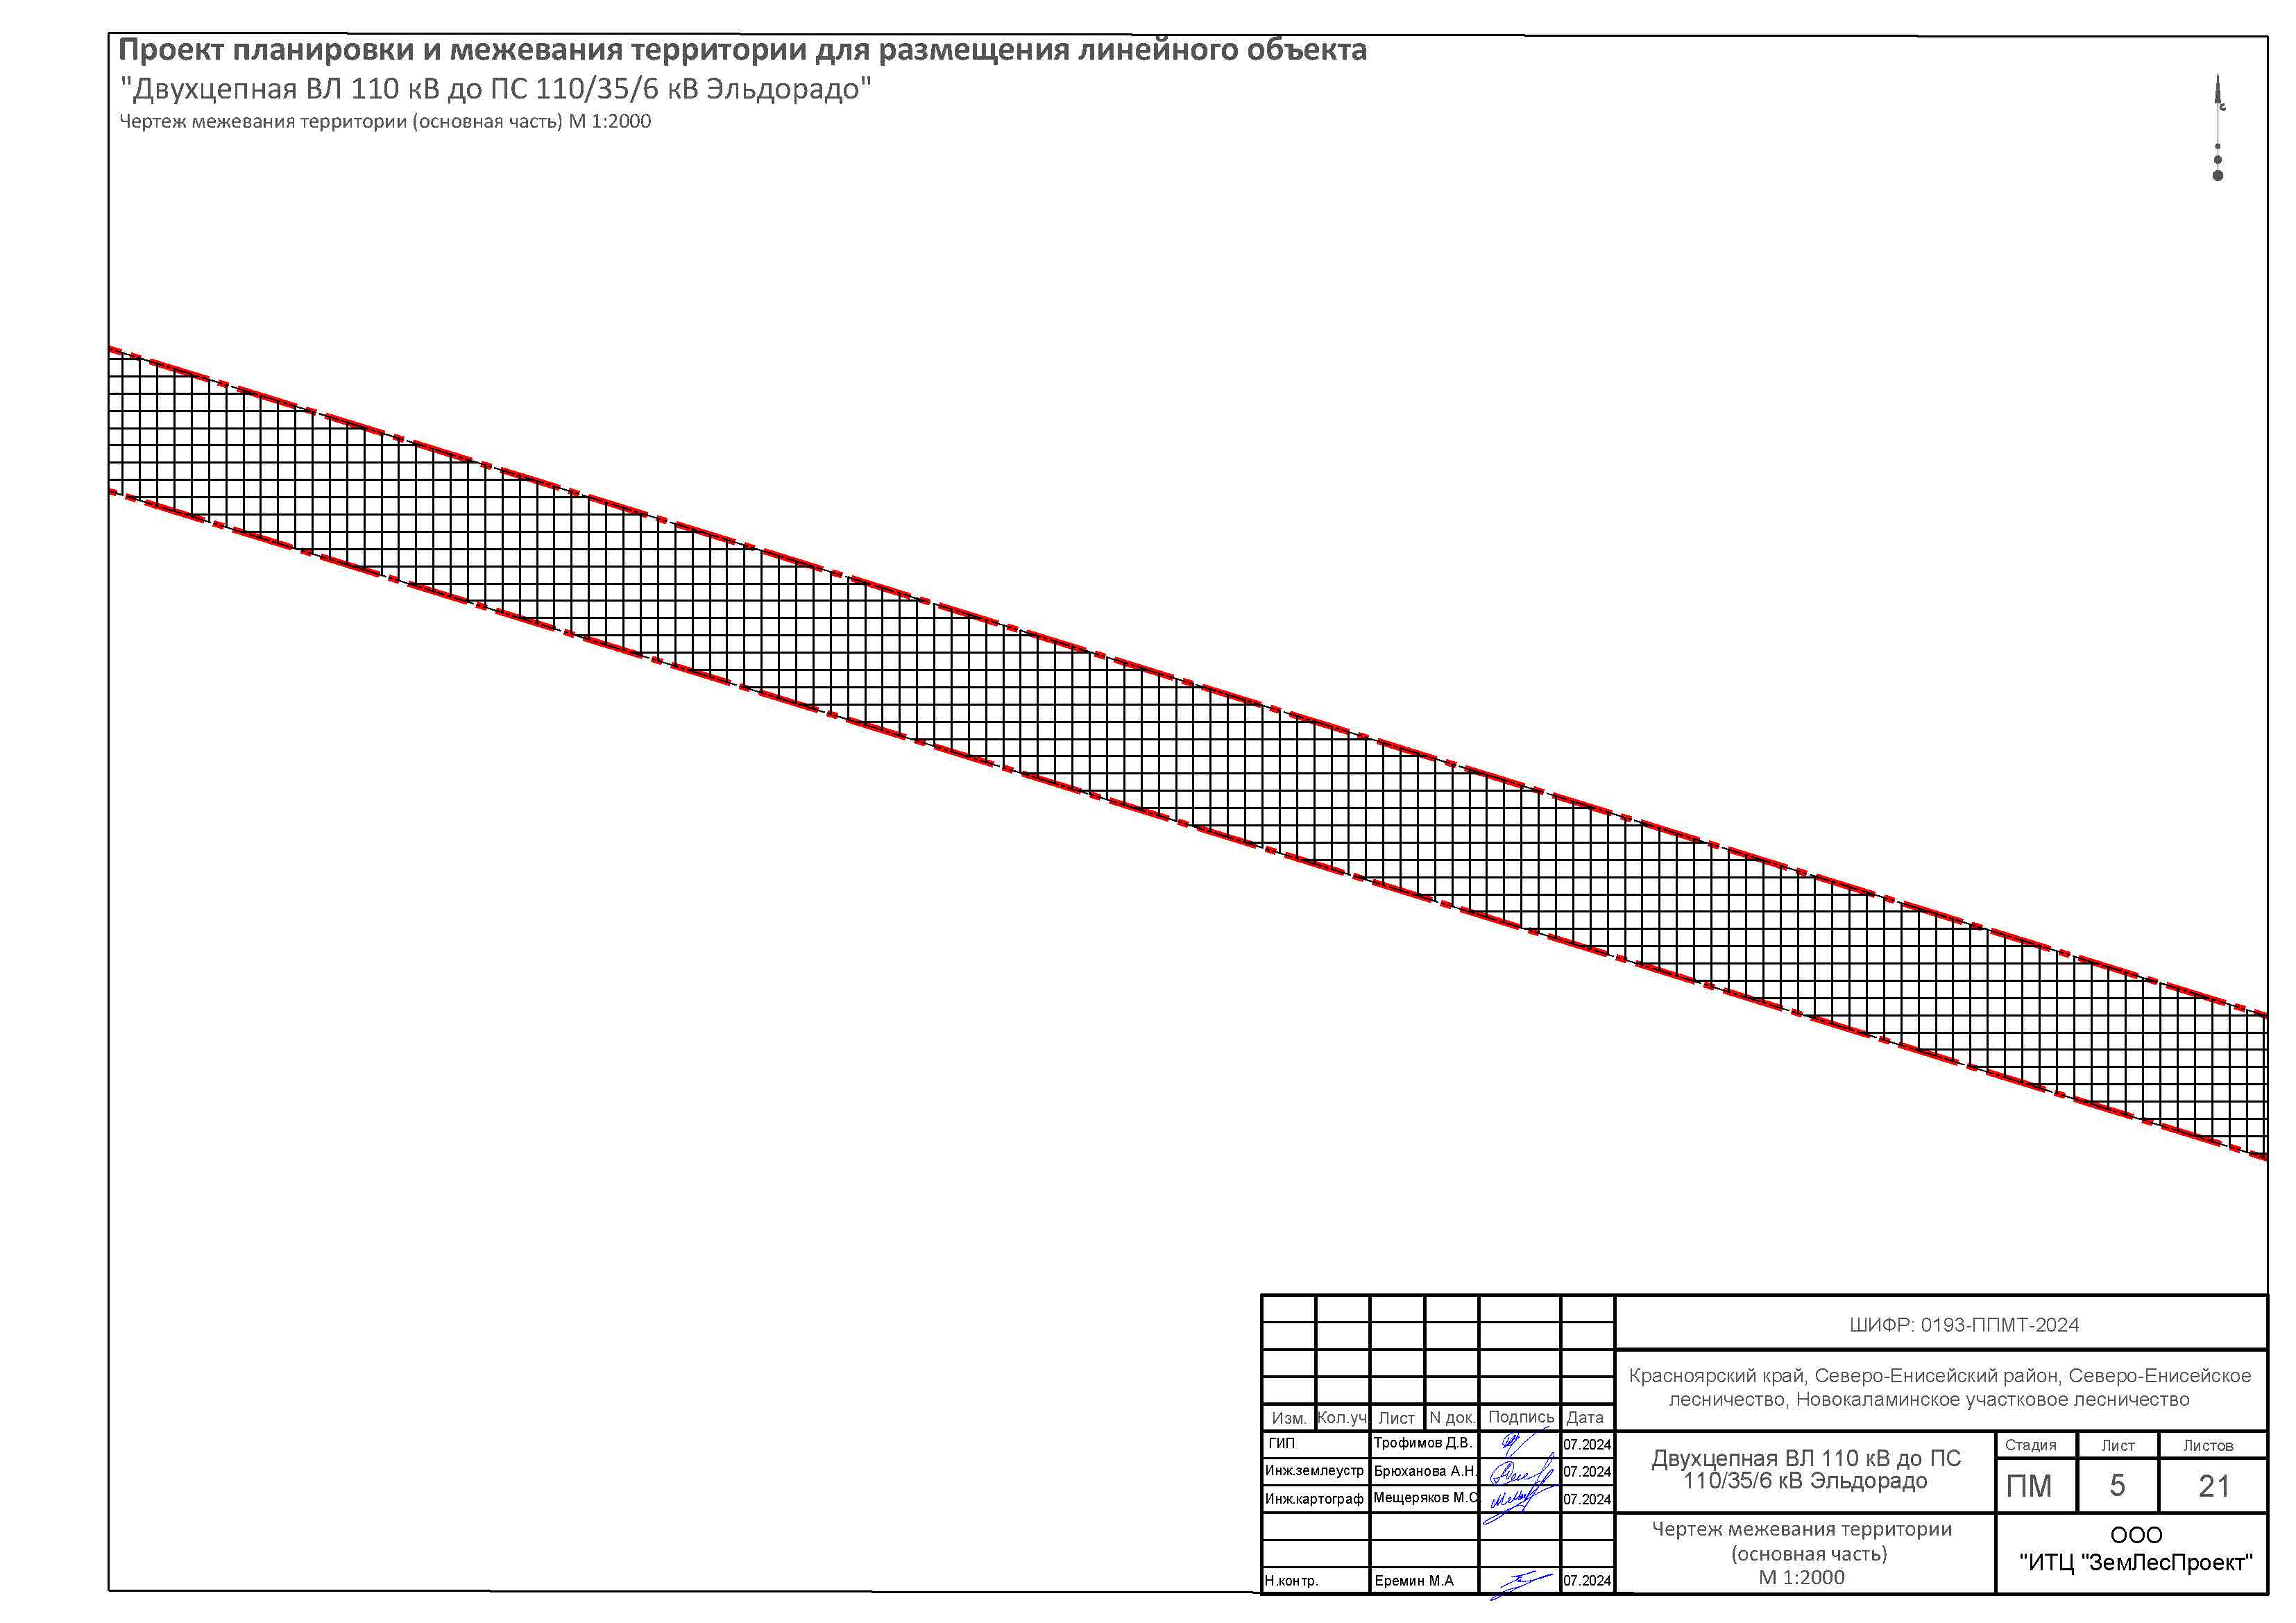 Проект планировки и межевания территории для размещения линейного объекта
"Двухцепная ВЛ 110 кВ до ПС 110/35/6 кВ Эльдорадо"
Чертеж межевания территории (основная часть) М 1:2000
с
ШИФР: 0193-ППМТ-2024
Красноярский край, Северо-Енисейский район, Северо-Енисейское
лесничество, Новокаламинское участковое лесничество
Изм. Кол.уч Лист N док. Подпись Дата
ГИП Трофимов Д.В. 07.2024
Инж.землеустр Брюханова А.Н. 07.2024
Инж.картограф Мещеряков М.С. 07.2024
Н.контр. Еремин М.А 07.2024
Двухцепная ВЛ 110 кВ до ПС
110/35/6 кВ Эльдорадо
Стадия Лист Листов
ПМ 5 21
Чертеж межевания территории
(основная часть)
М 1:2000
ООО
"ИТЦ "ЗемЛесПроект"